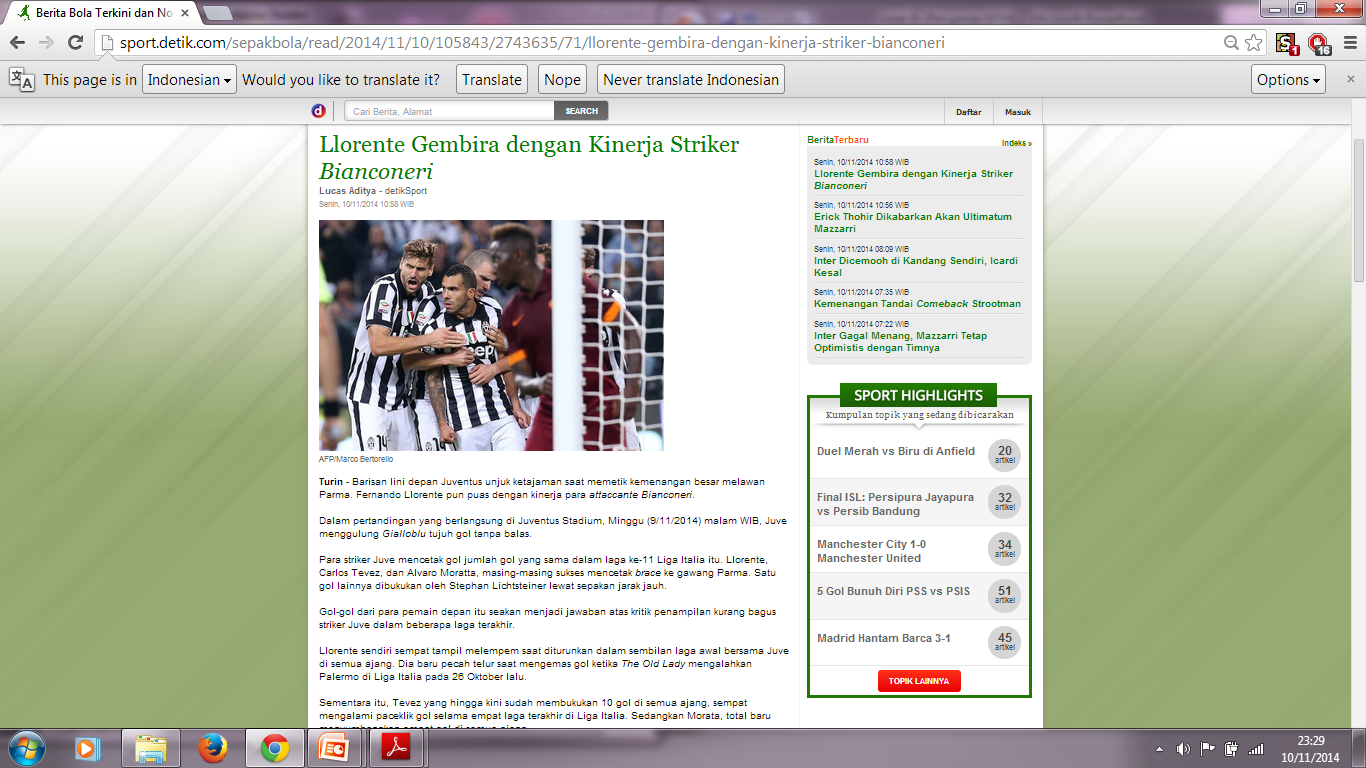 Berita Bola Terkini dan No
sport.detik.com/sepakbola/read/2014/11/10/105843/2743635/71/llorente-gembira-dengan-kinerja-striker-bianconeri
1
16
This page is in Indonesian Would you like to translate it? Translate Nope Never translate Indonesian Options
d
Cari Berita, Alamat
SEARCH
Daftar
Masuk
Llorente Gembira dengan Kinerja Striker
Bianconeri
Lucas Aditya - detikSport
Senin, 10/11/2014 10:58 WIB
Jeep
14
AFP/Marco Bertorello
Turin - Barisan lini depan Juventus unjuk ketajaman saat memetik kemenangan besar melawan
Parma. Fernando Llorente pun puas dengan kinerja para attaccante Bianconeri.
Dalam pertandingan yang berlangsung di Juventus Stadium, Minggu (9/11/2014) malam WIB, Juve
menggulung Gialloblu tujuh gol tanpa balas.
Para striker Juve mencetak gol jumlah gol yang sama dalam laga ke-11 Liga Italia itu. Llorente,
Carlos Tevez, dan Alvaro Moratta, masing-masing sukses mencetak brace ke gawang Parma. Satu
gol lainnya dibukukan oleh Stephan Lichtsteiner lewat sepakan jarak jauh.
Gol-gol dari para pemain depan itu seakan menjadi jawaban atas kritik penampilan kurang bagus
striker Juve dalam beberapa laga terakhir.
Llorente sendiri sempat tampil melempem saat diturunkan dalam sembilan laga awal bersama Juve
di semua ajang. Dia baru pecah telur saat mengemas gol ketika The Old Lady mengalahkan
Palermo di Liga Italia pada 26 Oktober lalu.
Sementara itu, Tevez yang hingga kini sudah membukukan 10 gol di semua ajang, sempat
mengalami paceklik gol selama empat laga terakhir di Liga Italia. Sedangkan Morata, total baru
BeritaTerbaru
Indeks »
Senin, 10/11/2014 10:58 WIB
Llorente Gembira dengan Kinerja Striker
Bianconeri
Senin, 10/11/2014 10:56 WIB
Erick Thohir Dikabarkan Akan Ultimatum
Mazzarri
Senin, 10/11/2014 08:09 WIB
Inter Dicemooh di Kandang Sendiri, Icardi
Kesal
Senin, 10/11/2014 07:35 WIB
Kemenangan Tandai Comeback Strootman
Senin, 10/11/2014 07:22 WIB
Inter Gagal Menang, Mazzarri Tetap
Optimistis dengan Timnya
SPORT HIGHLIGHTS
Kumpulan topik yang sedang dibicarakan
Duel Merah vs Biru di Anfield
20
artikel
Final ISL: Persipura Jayapura
vs Persib Bandung
32
artikel
Manchester City 1-0
Manchester United
34
artikel
5 Gol Bunuh Diri PSS vs PSIS
51
artikel
Madrid Hantam Barca 3-1
45
artikel
TOPIK LAINNYA
23:29
10/11/2014